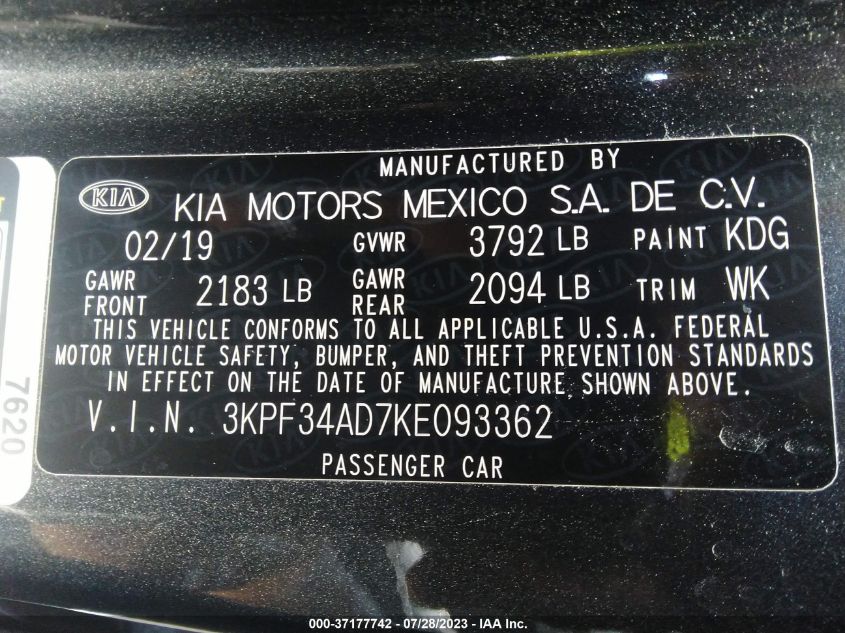 MANUFACTURED BY
KIA
KIA MOTORS MEXICO S.A. DE C.V.
02/19 GVWR 3792 LB PAINT KDG
GAWR FRONT 2183 LB GAWR REAR 2094 LB TRIM WK
THIS VEHICLE CONFORMS TO ALL APPLICABLE U.S.A. FEDERAL
MOTOR VEHICLE SAFETY, BUMPER, AND THEFT PREVENTION STANDARDS
IN EFFECT ON THE DATE OF MANUFACTURE SHOWN ABOVE.
V.I.N. 3KPF34AD7KE093362
PASSENGER CAR
7620
000-37177742 - 07/28/2023 - IAA Inc.